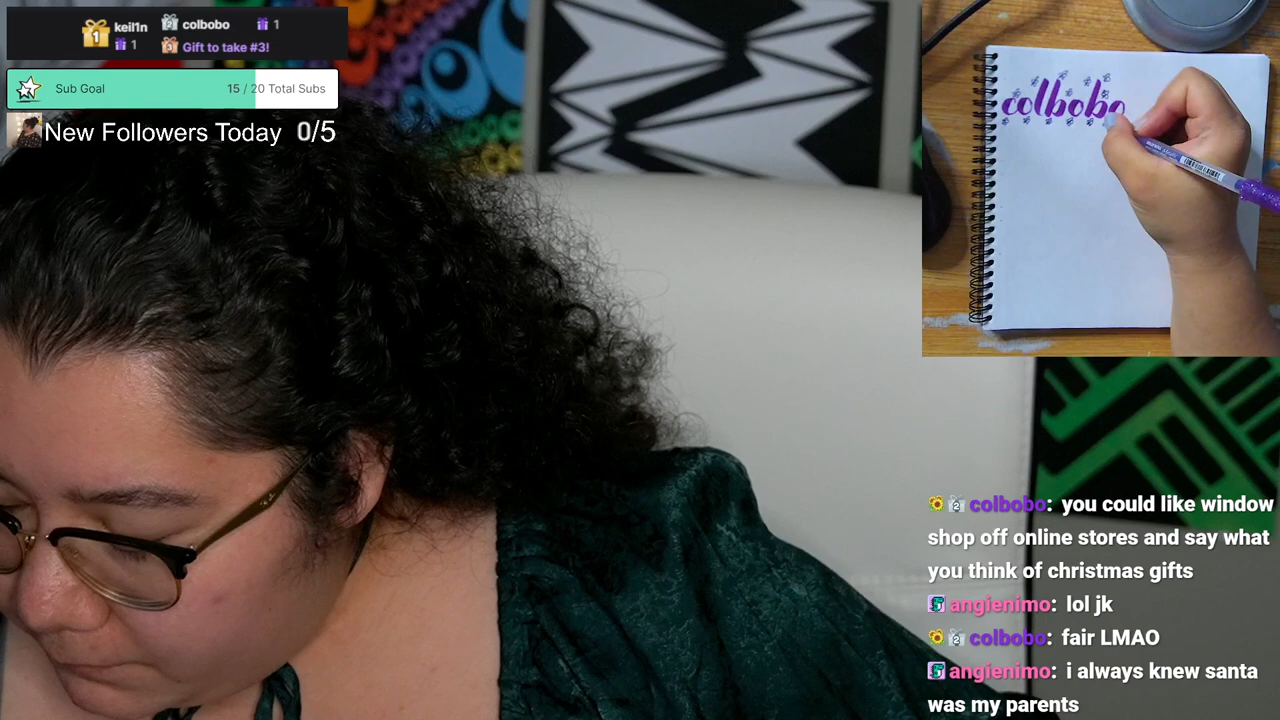 keil1n
1
colbobo
1
Gift to take #3!
Sub Goal
15 / 20 Total Subs
New Followers Today 0/5
colbobo
colbobo: you could like window
shop off online stores and say what
you think of christmas gifts
angienimo: lol jk
colbobo: fair LMAO
angienimo: i always knew santa
was my parents